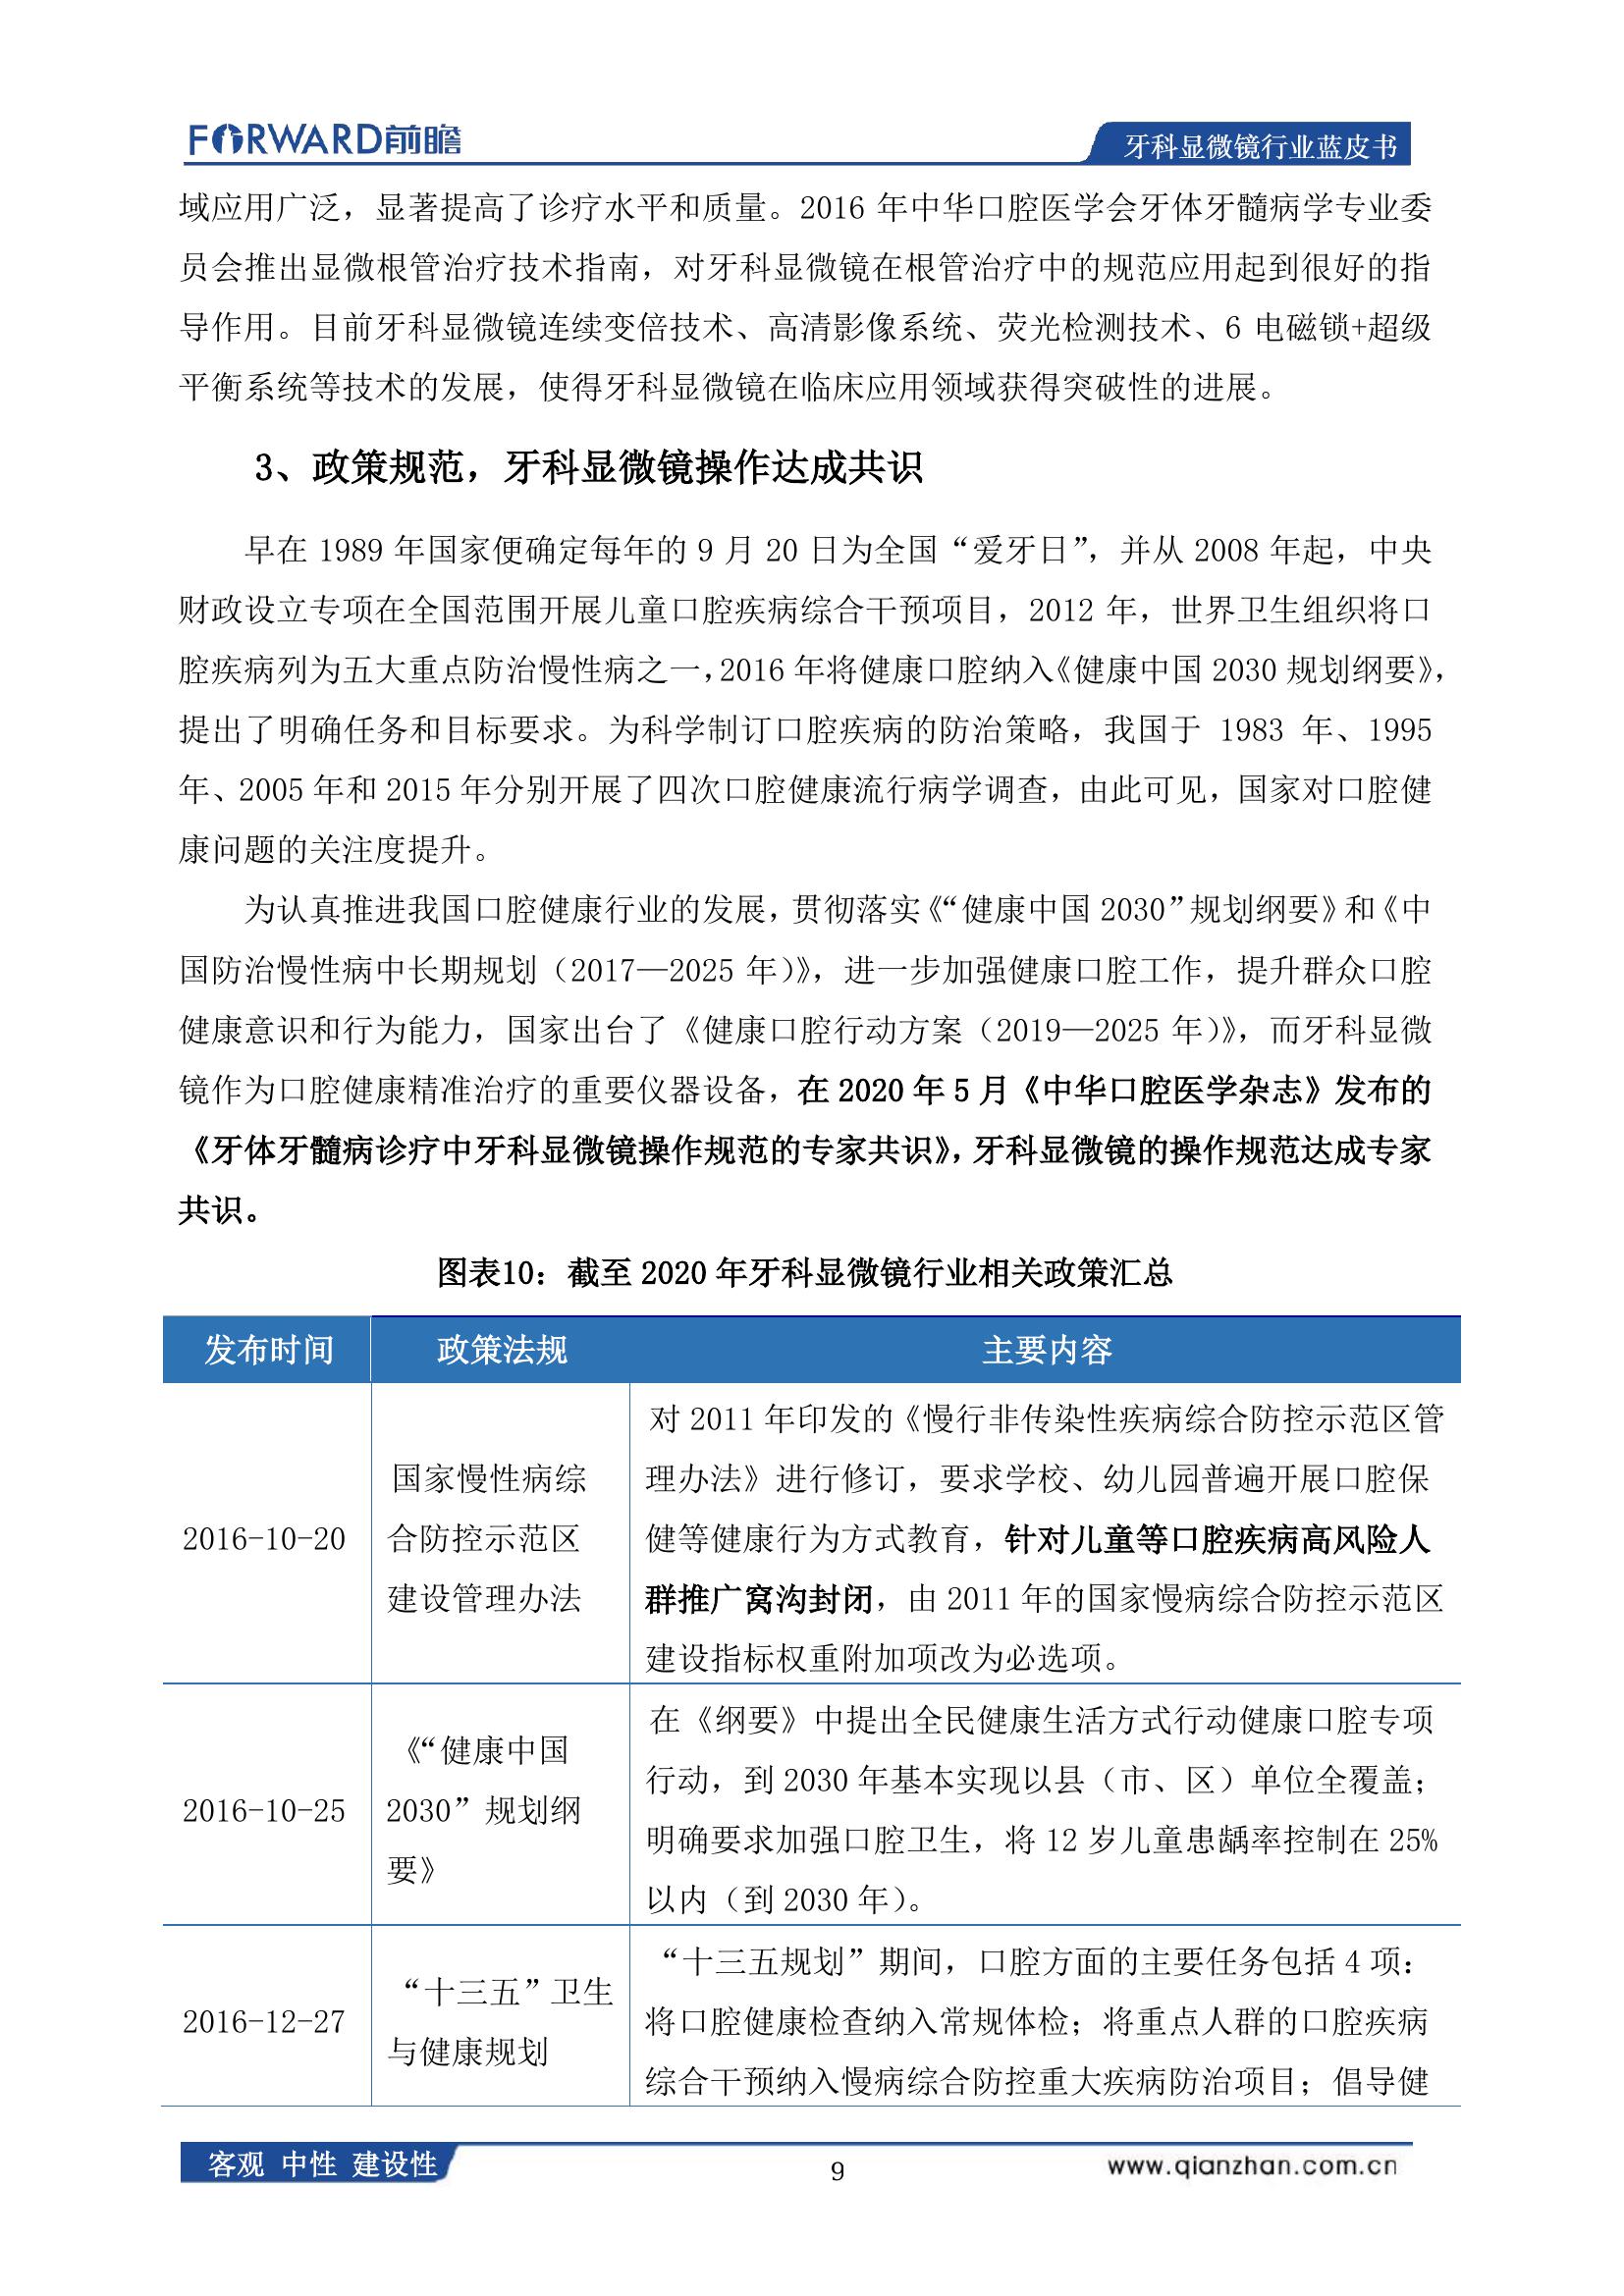 FORWARD前瞻
牙科显微镜行业蓝皮书
域应用广泛，显著提高了诊疗水平和质量。2016 年中华口腔医学会牙体牙髓病学专业委
员会推出显微根管治疗技术指南，对牙科显微镜在根管治疗中的规范应用起到很好的指
导作用。目前牙科显微镜连续变倍技术、高清影像系统、荧光检测技术、6 电磁锁+超级
平衡系统等技术的发展，使得牙科显微镜在临床应用领域获得突破性的进展。
3、政策规范，牙科显微镜操作达成共识
早在 1989 年国家便确定每年的 9 月 20 日为全国“爱牙日”，并从 2008 年起，中央
财政设立专项在全国范围开展儿童口腔疾病综合干预项目，2012 年，世界卫生组织将口
腔疾病列为五大重点防治慢性病之一，2016 年将健康口腔纳入《健康中国 2030 规划纲要》，
提出了明确任务和目标要求。为科学制订口腔疾病的防治策略，我国于 1983 年、1995
年、2005 年和 2015 年分别开展了四次口腔健康流行病学调查，由此可见，国家对口腔健
康问题的关注度提升。
为认真推进我国口腔健康行业的发展，贯彻落实《“健康中国 2030”规划纲要》和《中
国防治慢性病中长期规划（2017—2025 年）》，进一步加强健康口腔工作，提升群众口腔
健康意识和行为能力，国家出台了《健康口腔行动方案（2019—2025 年）》，而牙科显微
镜作为口腔健康精准治疗的重要仪器设备，在 2020 年 5 月《中华口腔医学杂志》发布的
《牙体牙髓病诊疗中牙科显微镜操作规范的专家共识》，牙科显微镜的操作规范达成专家
共识。
图表10：截至 2020 年牙科显微镜行业相关政策汇总
发布时间 政策法规 主要内容
2016-10-20
国家慢性病综
合防控示范区
建设管理办法
对 2011 年印发的《慢行非传染性疾病综合防控示范区管
理办法》进行修订，要求学校、幼儿园普遍开展口腔保
健等健康行为方式教育，针对儿童等口腔疾病高风险人
群推广窝沟封闭，由 2011 年的国家慢病综合防控示范区
建设指标权重附加项改为必选项。
2016-10-25
《“健康中国
2030”规划纲
要》
在《纲要》中提出全民健康生活方式行动健康口腔专项
行动，到 2030 年基本实现以县（市、区）单位全覆盖；
明确要求加强口腔卫生，将 12 岁儿童患龋率控制在 25%
以内（到 2030 年）。
2016-12-27
“十三五”卫生
与健康规划
“十三五规划”期间，口腔方面的主要任务包括 4 项：
将口腔健康检查纳入常规体检；将重点人群的口腔疾病
综合干预纳入慢病综合防控重大疾病防治项目；倡导健
客观 中性 建设性
9
www.qianzhan.com.cn